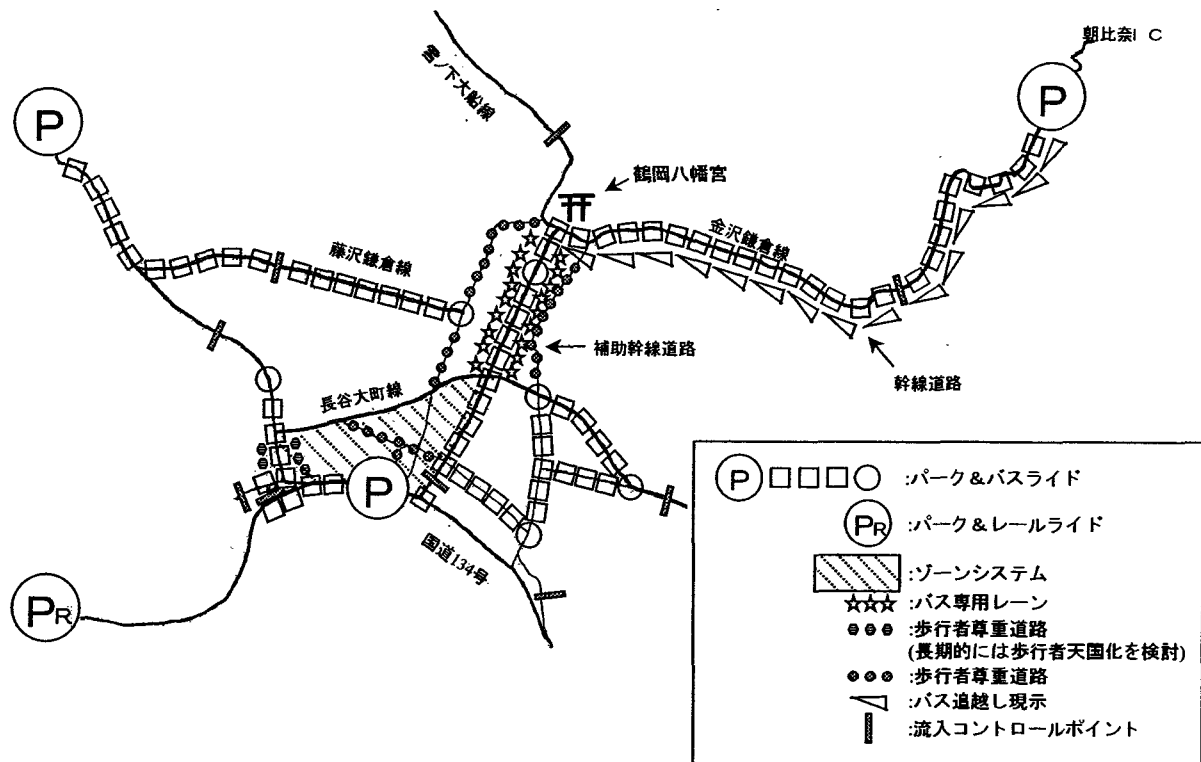 朝比奈IC
P
雪ノ下大船線
P
鶴岡八幡宮
金沢鎌倉線
藤沢鎌倉線
補助幹線道路
幹線道路
長谷大町線
P
国道134号
PR
P :パーク&バスライド
PR :パーク&レールライド
:ゾーンシステム
:バス専用レーン
:歩行者尊重道路
(長期的には歩行者天国化を検討)
:歩行者尊重道路
:バス追越し現示
:流入コントロールポイント